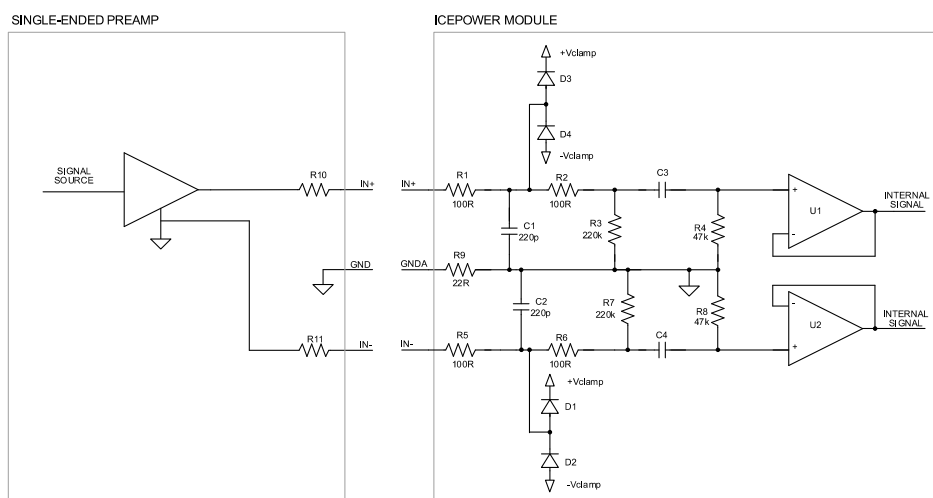 SINGLE-ENDED PREAMP
ICEPOWER MODULE
+Vclamp
D3
D4
-Vclamp
SIGNAL
SOURCE
R10
IN+
IN+
R1
100R
R2
100R
C3
+
-
U1
INTERNAL
SIGNAL
C1
220p
R3
220k
R4
47k
GND
GNDA
R9
22R
C2
220p
R7
220k
R8
47k
-
+
U2
INTERNAL
SIGNAL
R11
IN-
IN-
R5
100R
R6
100R
C4
+Vclamp
D1
D2
-Vclamp